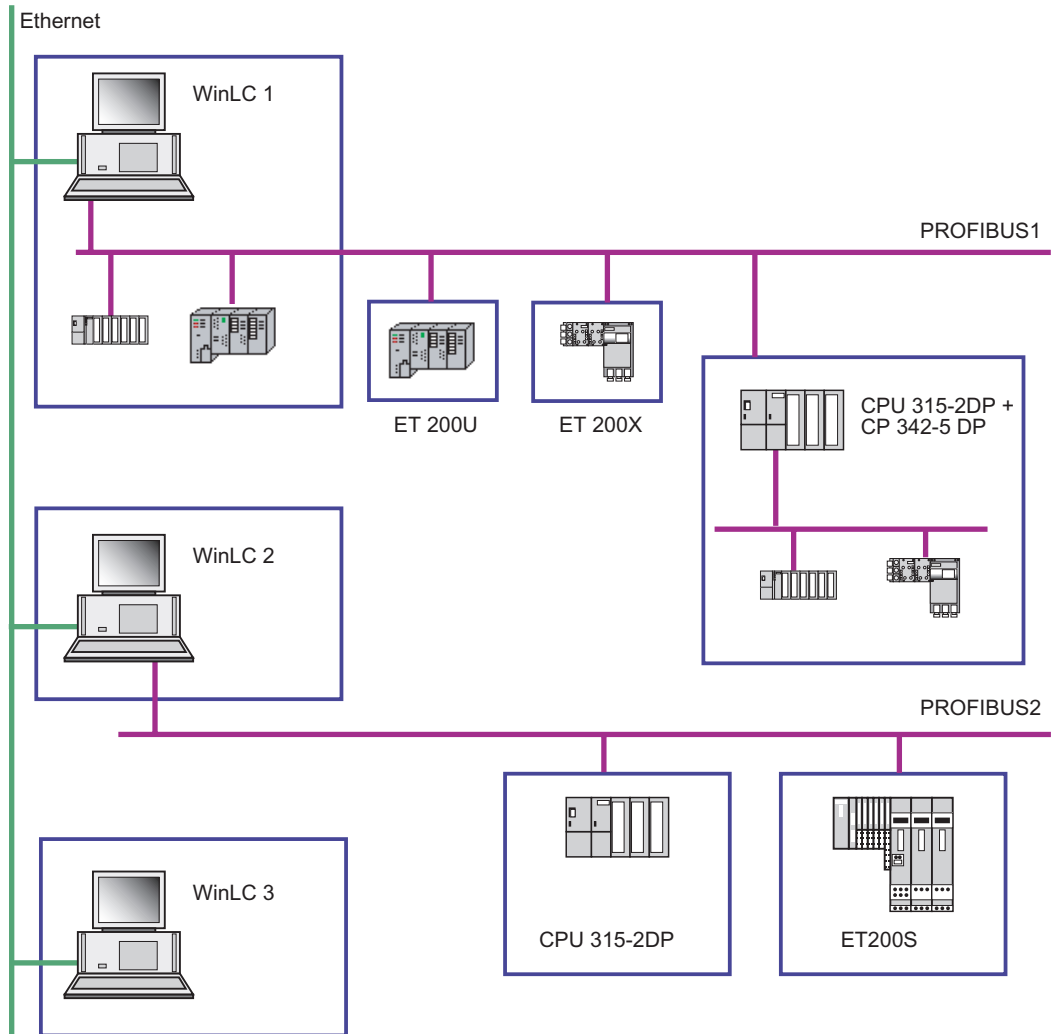 Ethernet
WinLC 1
PROFIBUS1
ET 200U
ET 200X
CPU 315-2DP +
CP 342-5 DP
WinLC 2
PROFIBUS2
CPU 315-2DP
ET200S
WinLC 3